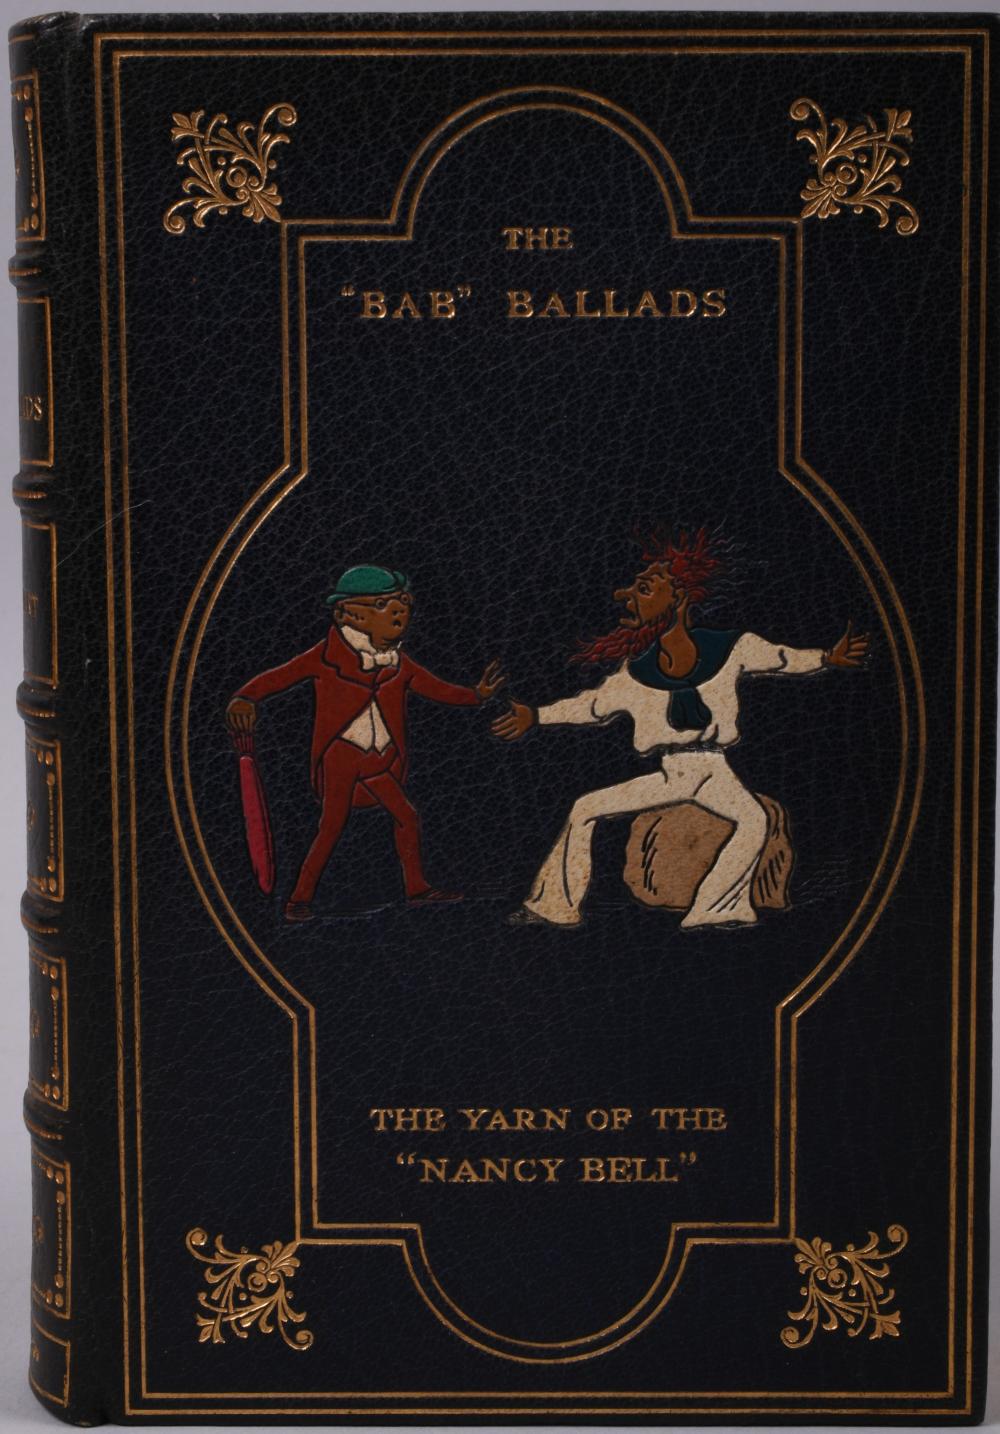 THE
"BAB" BALLADS
THE YARN OF THE
"NANCY BELL"